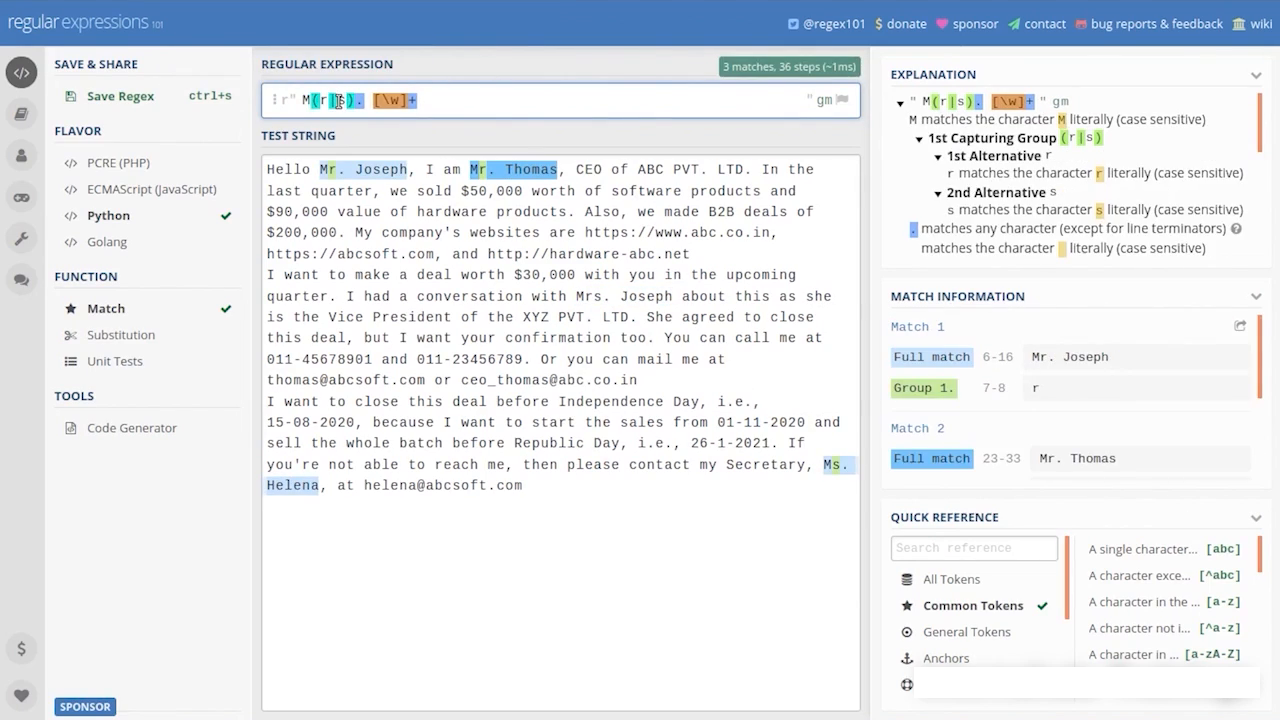 regular expressions 101
@regex101
donate
sponsor
contact
bug reports & feedback
wiki
SAVE & SHARE
Save Regex ctrl+s
FLAVOR
PCRE (PHP)
ECMAScript (JavaScript)
Python
Golang
FUNCTION
Match
Substitution
Unit Tests
TOOLS
Code Generator
SPONSOR
REGULAR EXPRESSION
3 matches, 36 steps (~1ms)
r" M(r|s). [\w]+ " gm
TEST STRING
Hello Mr. Joseph, I am Mr. Thomas, CEO of ABC PVT. LTD. In the
last quarter, we sold $50,000 worth of software products and
$90,000 value of hardware products. Also, we made B2B deals of
$200,000. My company's websites are https://www.abc.co.in,
https://abcsoft.com, and http://hardware-abc.net
I want to make a deal worth $30,000 with you in the upcoming
quarter. I had a conversation with Mrs. Joseph about this as she
is the Vice President of the XYZ PVT. LTD. She agreed to close
this deal, but I want your confirmation too. You can call me at
011-45678901 and 011-23456789. Or you can mail me at
thomas@abcsoft.com or ceo_thomas@abc.co.in
I want to close this deal before Independence Day, i.e.,
15-08-2020, because I want to start the sales from 01-11-2020 and
sell the whole batch before Republic Day, i.e., 26-1-2021. If
you're not able to reach me, then please contact my Secretary, Ms.
Helena, at helena@abcsoft.com
EXPLANATION
" M(r|s). [\w]+ " gm
M matches the character M literally (case sensitive)
1st Capturing Group (r|s)
1st Alternative r
r matches the character r literally (case sensitive)
2nd Alternative s
s matches the character s literally (case sensitive)
. matches any character (except for line terminators)
matches the character literally (case sensitive)
MATCH INFORMATION
Match 1
Full match 6-16 Mr. Joseph
Group 1. 7-8 r
Match 2
Full match 23-33 Mr. Thomas
QUICK REFERENCE
Search reference
All Tokens
Common Tokens
General Tokens
Anchors
A single character... [abc]
A character exce... [^abc]
A character in the ... [a-z]
A character not i... [^a-z]
A character in ... [a-zA-Z]